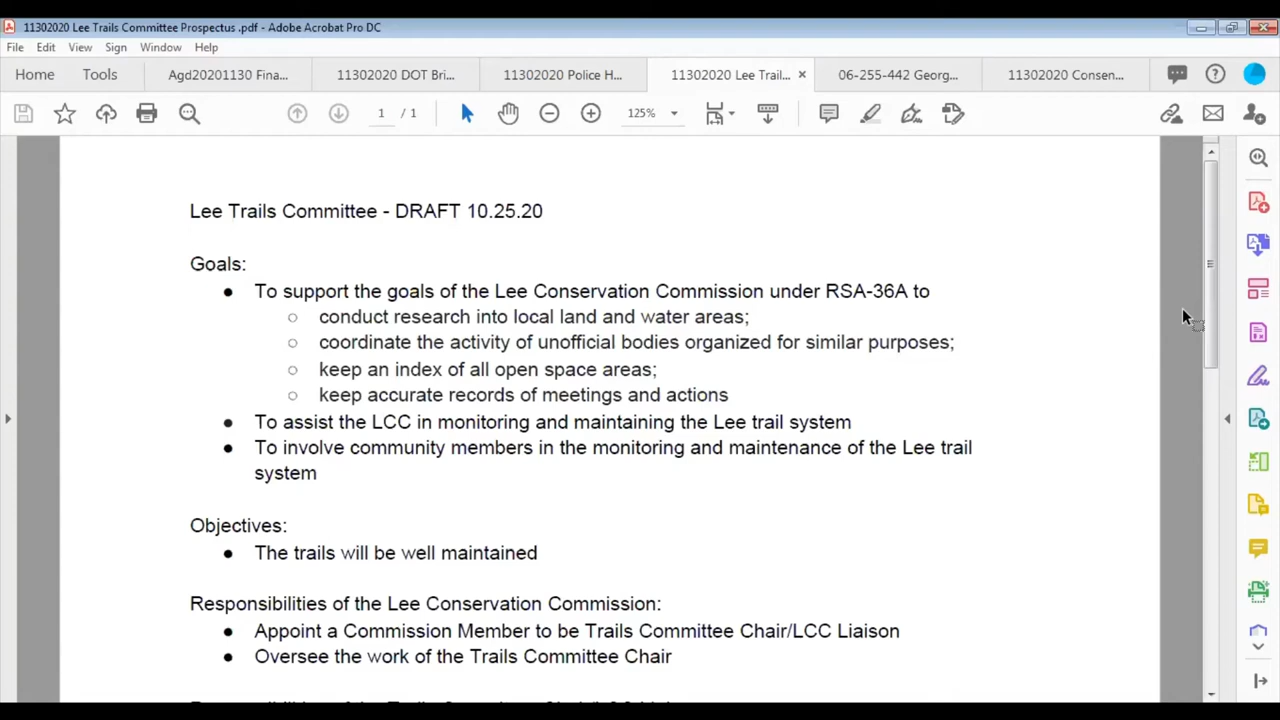 11302020 Lee Trails Committee Prospectus .pdf - Adobe Acrobat Pro DC
File Edit View Sign Window Help
Home Tools Agd20201130 Fina... 11302020 DOT Bri... 11302020 Police H... 11302020 Lee Trail... × 06-255-442 Georg... 11302020 Consen...
1 / 1 125%
Lee Trails Committee - DRAFT 10.25.20
Goals:
● To support the goals of the Lee Conservation Commission under RSA-36A to
○ conduct research into local land and water areas;
○ coordinate the activity of unofficial bodies organized for similar purposes;
○ keep an index of all open space areas;
○ keep accurate records of meetings and actions
● To assist the LCC in monitoring and maintaining the Lee trail system
● To involve community members in the monitoring and maintenance of the Lee trail
system
Objectives:
● The trails will be well maintained
Responsibilities of the Lee Conservation Commission:
● Appoint a Commission Member to be Trails Committee Chair/LCC Liaison
● Oversee the work of the Trails Committee Chair